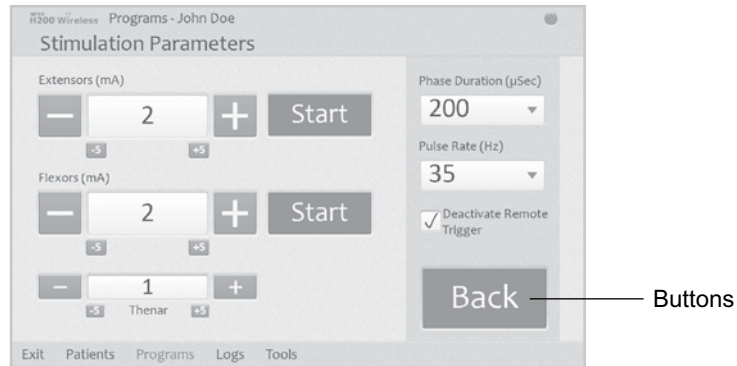 H200 Wireless Programs - John Doe
Stimulation Parameters
Extensors (mA)
2
Start
-5
+5
Flexors (mA)
2
Start
-5
+5
1
-5
Thenar
+5
Phase Duration (μSec)
200
Pulse Rate (Hz)
35
Deactivate Remote
Trigger
Back
Buttons
Exit Patients Programs Logs Tools